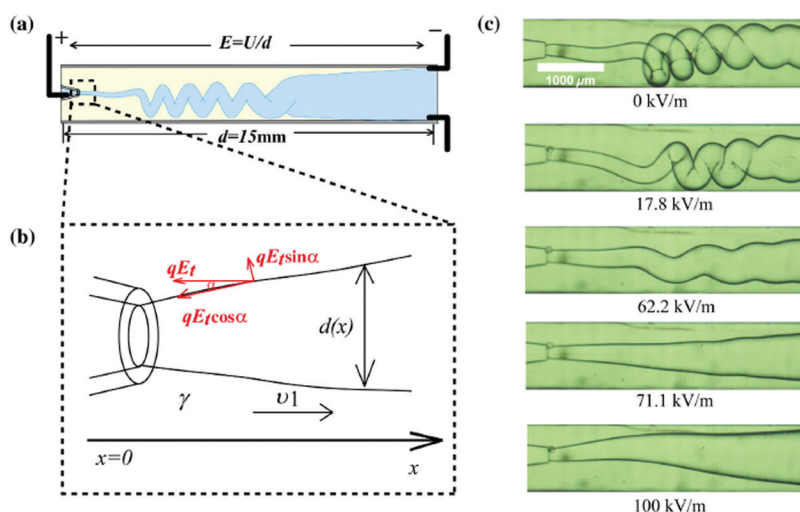 (a)
+
E=U/d
−
d=15mm
(b)
qEₜ
α
qEₜsinα
qEₜcosα
d(x)
γ
υ1
x=0
x
(c)
1000 µm
0 kV/m
17.8 kV/m
62.2 kV/m
71.1 kV/m
100 kV/m